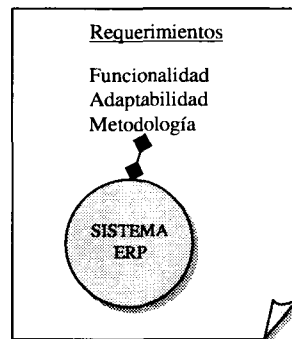 Requerimientos
Funcionalidad
Adaptabilidad
Metodología
SISTEMA
ERP